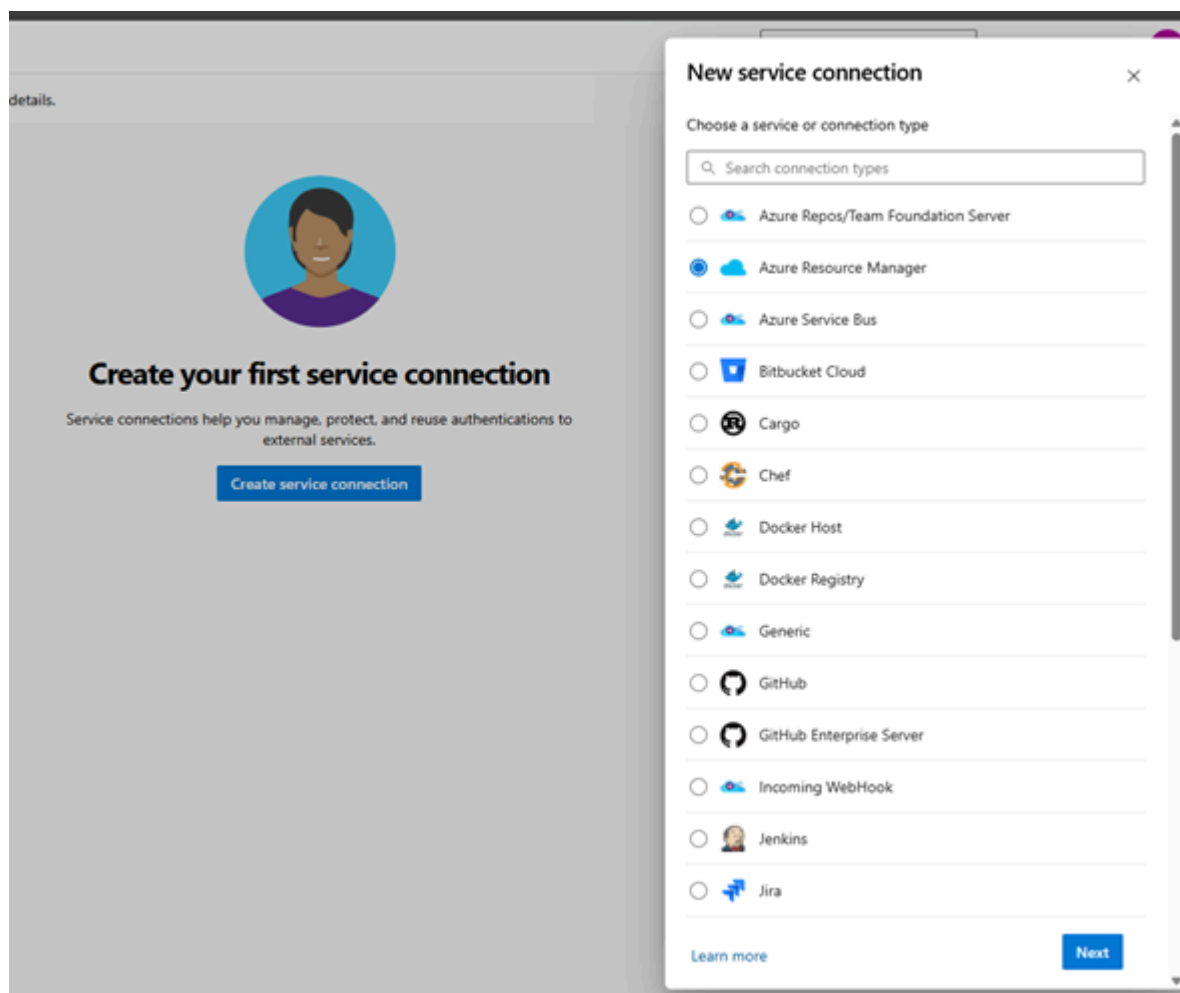 details.
Create your first service connection
Service connections help you manage, protect, and reuse authentications to
external services.
Create service connection
New service connection
Choose a service or connection type
Search connection types
Azure Repos/Team Foundation Server
Azure Resource Manager
Azure Service Bus
Bitbucket Cloud
Cargo
Chef
Docker Host
Docker Registry
Generic
GitHub
GitHub Enterprise Server
Incoming WebHook
Jenkins
Jira
Learn more
Next